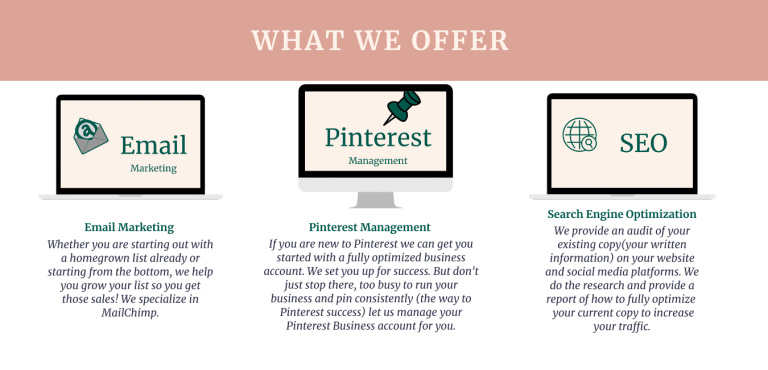 WHAT WE OFFER
Email
Marketing
Email Marketing
Whether you are starting out with
a homegrown list already or
starting from the bottom, we help
you grow your list so you get
those sales! We specialize in
MailChimp.
Pinterest
Management
Pinterest Management
If you are new to Pinterest we can get you
started with a fully optimized business
account. We set you up for success. But don't
just stop there, too busy to run your
business and pin consistently (the way to
Pinterest success) let us manage your
Pinterest Business account for you.
SEO
Search Engine Optimization
We provide an audit of your
existing copy(your written
information) on your website
and social media platforms. We
do the research and provide a
report of how to fully optimize
your current copy to increase
your traffic.